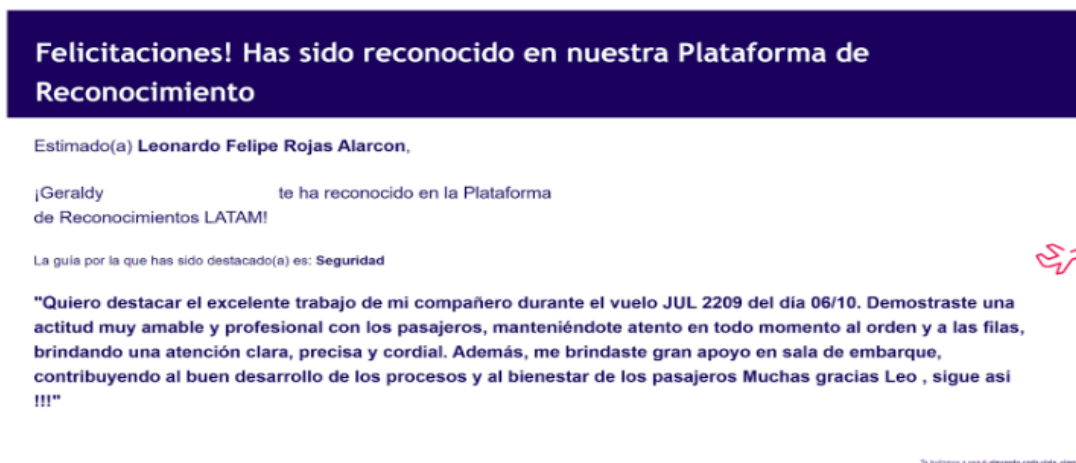 Felicitaciones! Has sido reconocido en nuestra Plataforma de
Reconocimiento
Estimado(a) Leonardo Felipe Rojas Alarcon,
¡Geraldy te ha reconocido en la Plataforma
de Reconocimientos LATAM!
La guía por la que has sido destacado(a) es: Seguridad
"Quiero destacar el excelente trabajo de mi compañero durante el vuelo JUL 2209 del día 06/10. Demostraste una
actitud muy amable y profesional con los pasajeros, manteniéndote atento en todo momento al orden y a las filas,
brindando una atención clara, precisa y cordial. Además, me brindaste gran apoyo en sala de embarque,
contribuyendo al buen desarrollo de los procesos y al bienestar de los pasajeros Muchas gracias Leo , sigue asi
!!!"